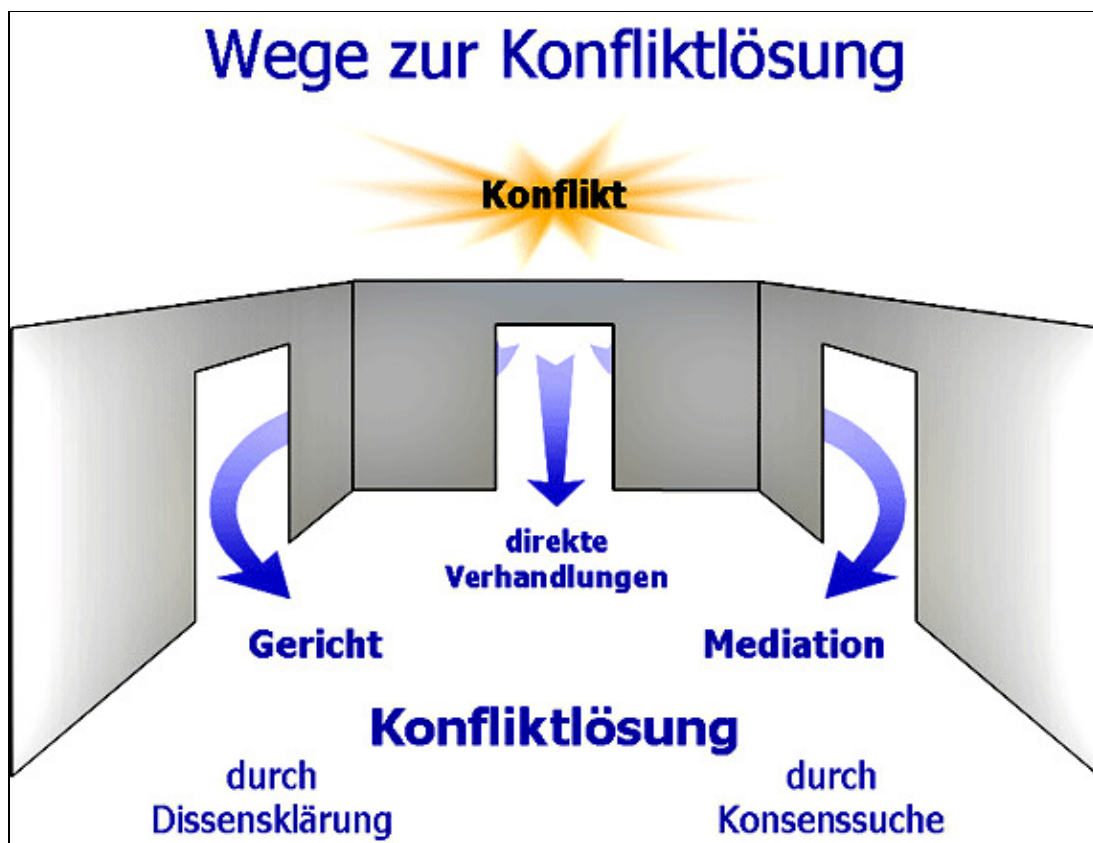 Wege zur Konfliktlösung
Konflikt
direkte
Verhandlungen
Gericht
Mediation
Konfliktlösung
durch
Dissensklärung
durch
Konsenssuche